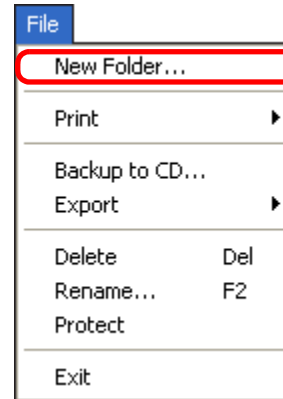 File
New Folder...
Print
Backup to CD...
Export
Delete Del
Rename... F2
Protect
Exit